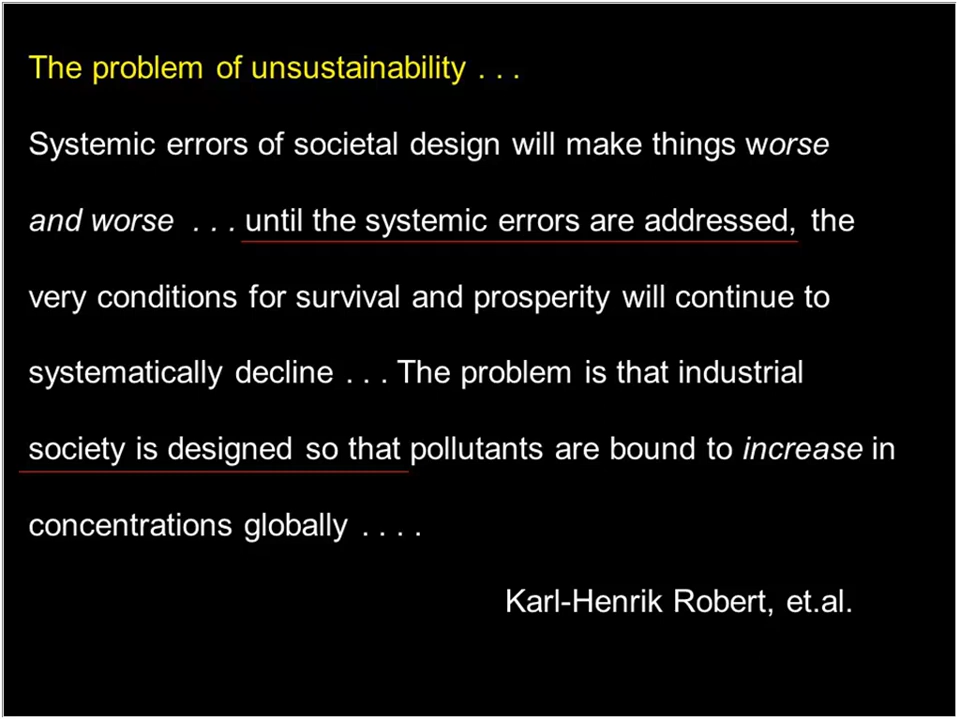 The problem of unsustainability . . .
Systemic errors of societal design will make things worse
and worse . . . until the systemic errors are addressed, the
very conditions for survival and prosperity will continue to
systematically decline . . . The problem is that industrial
society is designed so that pollutants are bound to increase in
concentrations globally . . . .
Karl-Henrik Robert, et.al.